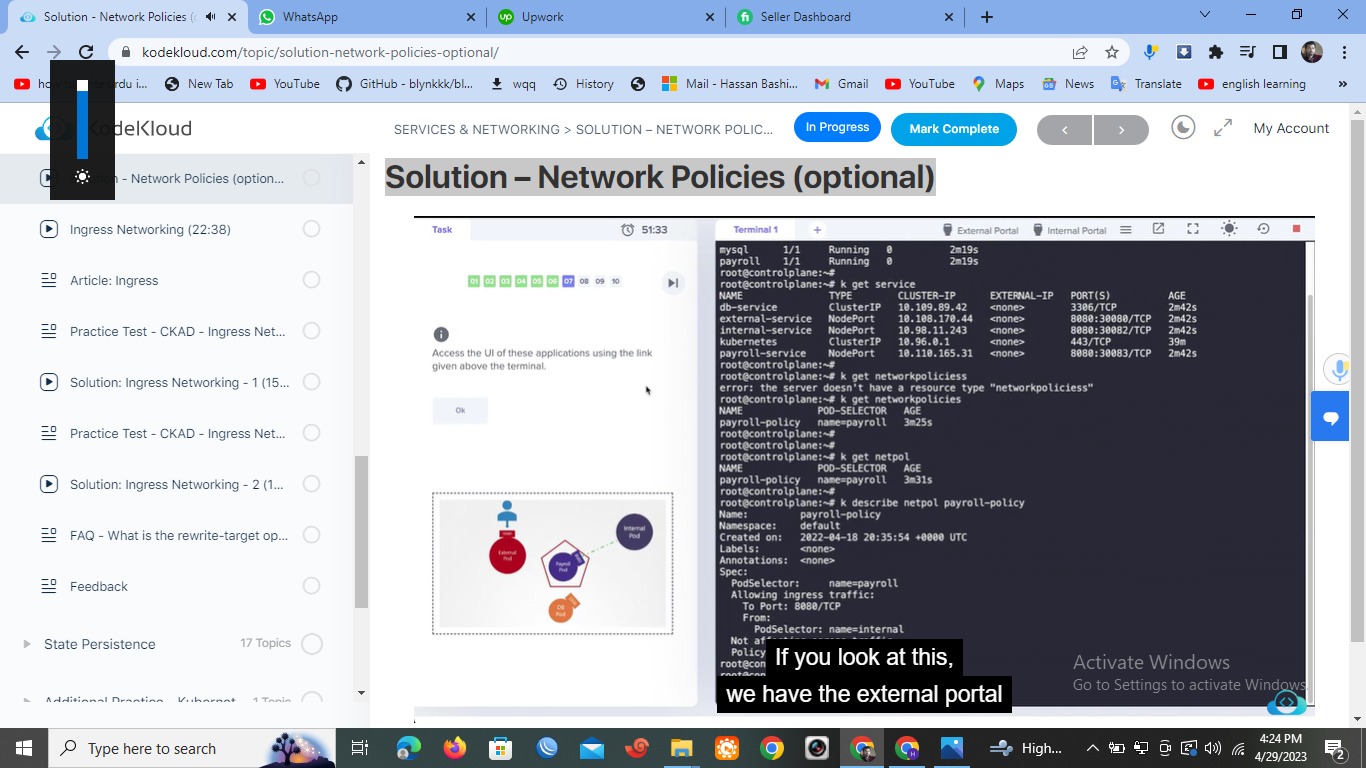 Solution - Network Policies
WhatsApp
Upwork
Seller Dashboard
kodekloud.com/topic/solution-network-policies-optional/
urdu i...
New Tab
YouTube
GitHub - blynkkk/bl...
wqq
History
Mail - Hassan Bashi...
Gmail
YouTube
Maps
News
Translate
english learning
KodeKloud
SERVICES & NETWORKING > SOLUTION – NETWORK POLIC...
In Progress
Mark Complete
My Account
- Network Policies (option...
Ingress Networking (22:38)
Article: Ingress
Practice Test - CKAD - Ingress Net...
Solution: Ingress Networking - 1 (15...
Practice Test - CKAD - Ingress Net...
Solution: Ingress Networking - 2 (1...
FAQ - What is the rewrite-target op...
Feedback
State Persistence 17 Topics
Additional Practice - Kubernet... 1 Topic
Solution – Network Policies (optional)
Task
51:33
01 02 03 04 05 06 07 08 09 10
Access the UI of these applications using the link
given above the terminal.
Ok
External
Pod
Internal
Pod
Payroll
Pod
DB
Pod
Terminal 1 + External Portal Internal Portal
mysql 1/1 Running 0 2m19s
payroll 1/1 Running 0 2m19s
root@controlplane:~#
root@controlplane:~# k get service
NAME TYPE CLUSTER-IP EXTERNAL-IP PORT(S) AGE
db-service ClusterIP 10.109.89.42 <none> 3306/TCP 2m42s
external-service NodePort 10.108.170.44 <none> 8080:30080/TCP 2m42s
internal-service NodePort 10.98.11.243 <none> 8080:30082/TCP 2m42s
kubernetes ClusterIP 10.96.0.1 <none> 443/TCP 39m
payroll-service NodePort 10.110.165.31 <none> 8080:30083/TCP 2m42s
root@controlplane:~#
root@controlplane:~# k get networkpoliciess
error: the server doesn't have a resource type "networkpoliciess"
root@controlplane:~# k get networkpolicies
NAME POD-SELECTOR AGE
payroll-policy name=payroll 3m25s
root@controlplane:~#
root@controlplane:~#
root@controlplane:~# k get netpol
NAME POD-SELECTOR AGE
payroll-policy name=payroll 3m31s
root@controlplane:~#
root@controlplane:~# k describe netpol payroll-policy
Name: payroll-policy
Namespace: default
Created on: 2022-04-18 20:35:54 +0000 UTC
Labels: <none>
Annotations: <none>
Spec:
PodSelector: name=payroll
Allowing ingress traffic:
To Port: 8080/TCP
From:
PodSelector: name=internal
Not
Policy
If you look at this,
we have the external portal
Activate Windows
Go to Settings to activate Windows.
Type here to search
High...
4:24 PM
4/29/2023
2